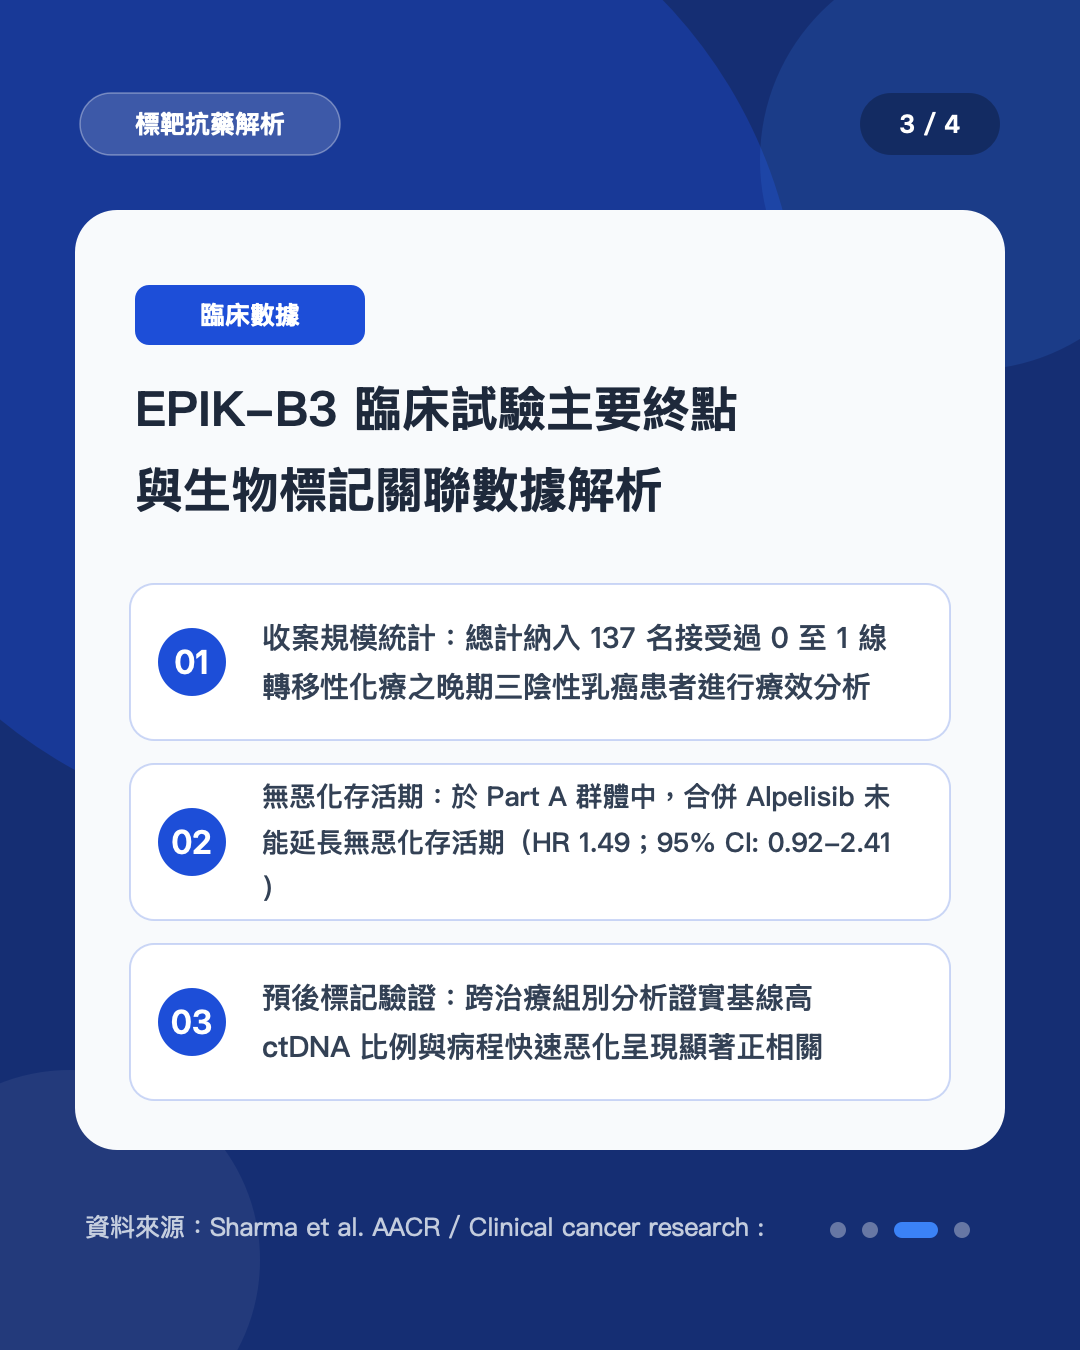 標靶抗藥解析
3 / 4
臨床數據
EPIK–B3 臨床試驗主要終點
與生物標記關聯數據解析
01
收案規模統計：總計納入 137 名接受過 0 至 1 線
轉移性化療之晚期三陰性乳癌患者進行療效分析
02
無惡化存活期：於 Part A 群體中，合併 Alpelisib 未
能延長無惡化存活期（HR 1.49；95% CI: 0.92–2.41
）
03
預後標記驗證：跨治療組別分析證實基線高
ctDNA 比例與病程快速惡化呈現顯著正相關
資料來源：Sharma et al. AACR / Clinical cancer research :